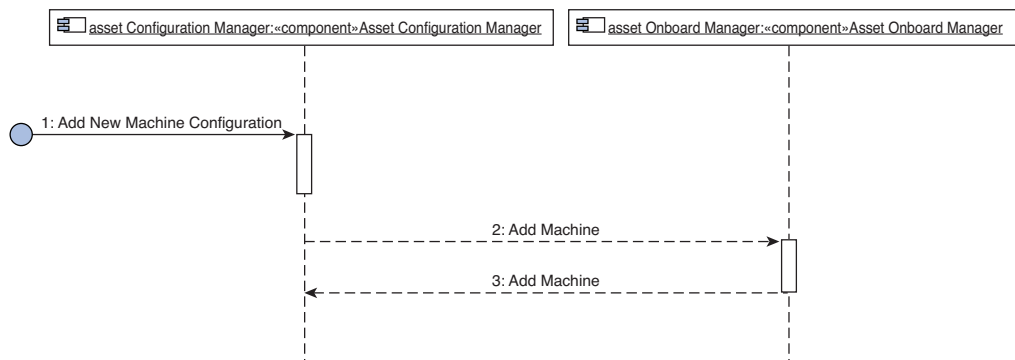 asset Configuration Manager:«component»Asset Configuration Manager
asset Onboard Manager:«component»Asset Onboard Manager
1: Add New Machine Configuration
2: Add Machine
3: Add Machine